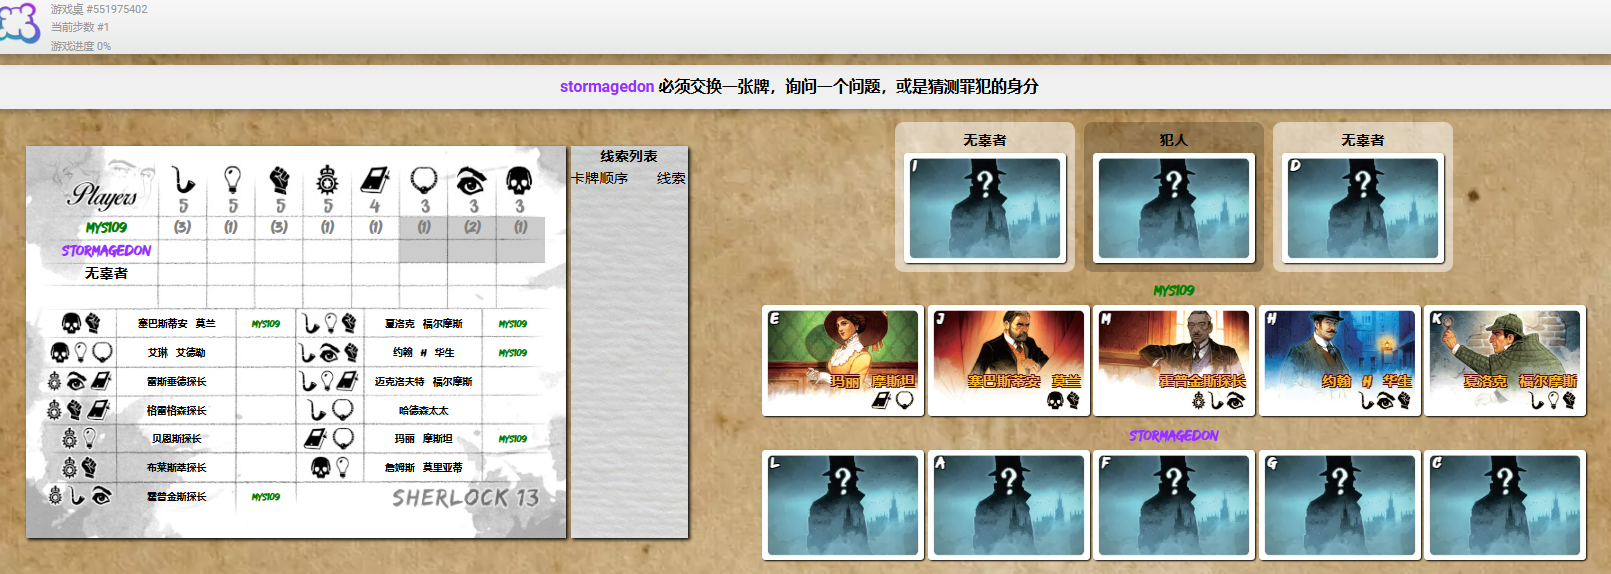 游戏桌 #551975402
当前步数 #1
游戏进度 0%
stormagedon 必须交换一张牌，询问一个问题，或是猜测罪犯的身分
Players
5 5 5 5 4 3 3 3
MYS109 (3) (1) (3) (1) (1) (1) (2) (1)
STORMAGEDON
无辜者
塞巴斯蒂安 莫兰 MYS109 夏洛克 福尔摩斯 MYS109
艾琳 艾德勒 约翰 H 华生 MYS109
雷斯垂德探长 迈克洛夫特 福尔摩斯
格雷格森探长 哈德森太太
贝恩斯探长 玛丽 摩斯坦 MYS109
布莱斯萃探长 詹姆斯 莫里亚蒂
霍普金斯探长 MYS109 SHERLOCK 13
线索列表
卡牌顺序 线索
无辜者 犯人 无辜者
I D
MYS109
E J M H K
玛丽 摩斯坦 塞巴斯蒂安 莫兰 霍普金斯探长 约翰 H 华生 夏洛克 福尔摩斯
STORMAGEDON
L A F G C